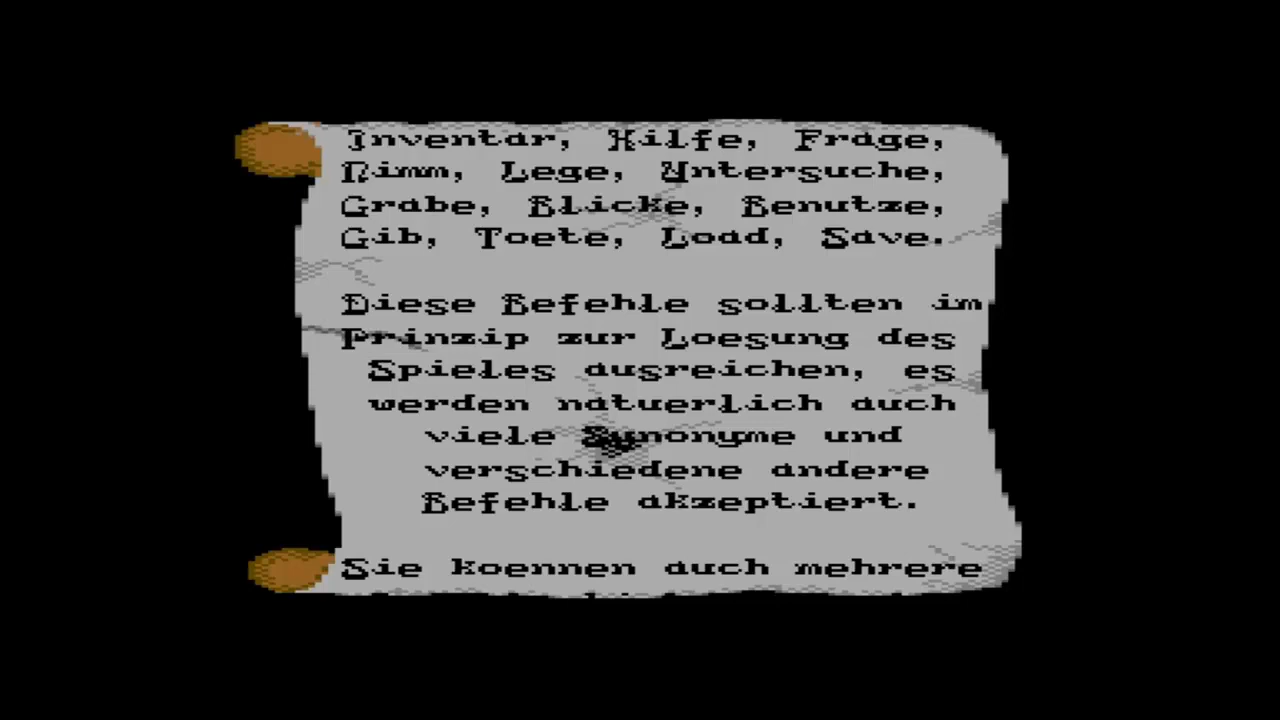 Inventar, Hilfe, Frage,
Nimm, Lege, Untersuche,
Grabe, Blicke, Benutze,
Gib, Toete, Load, Save.
Diese Befehle sollten im
Prinzip zur Loesung des
Spieles ausreichen, es
werden natuerlich auch
viele Synonyme und
verschiedene andere
Befehle akzeptiert.
Sie koennen auch mehrere